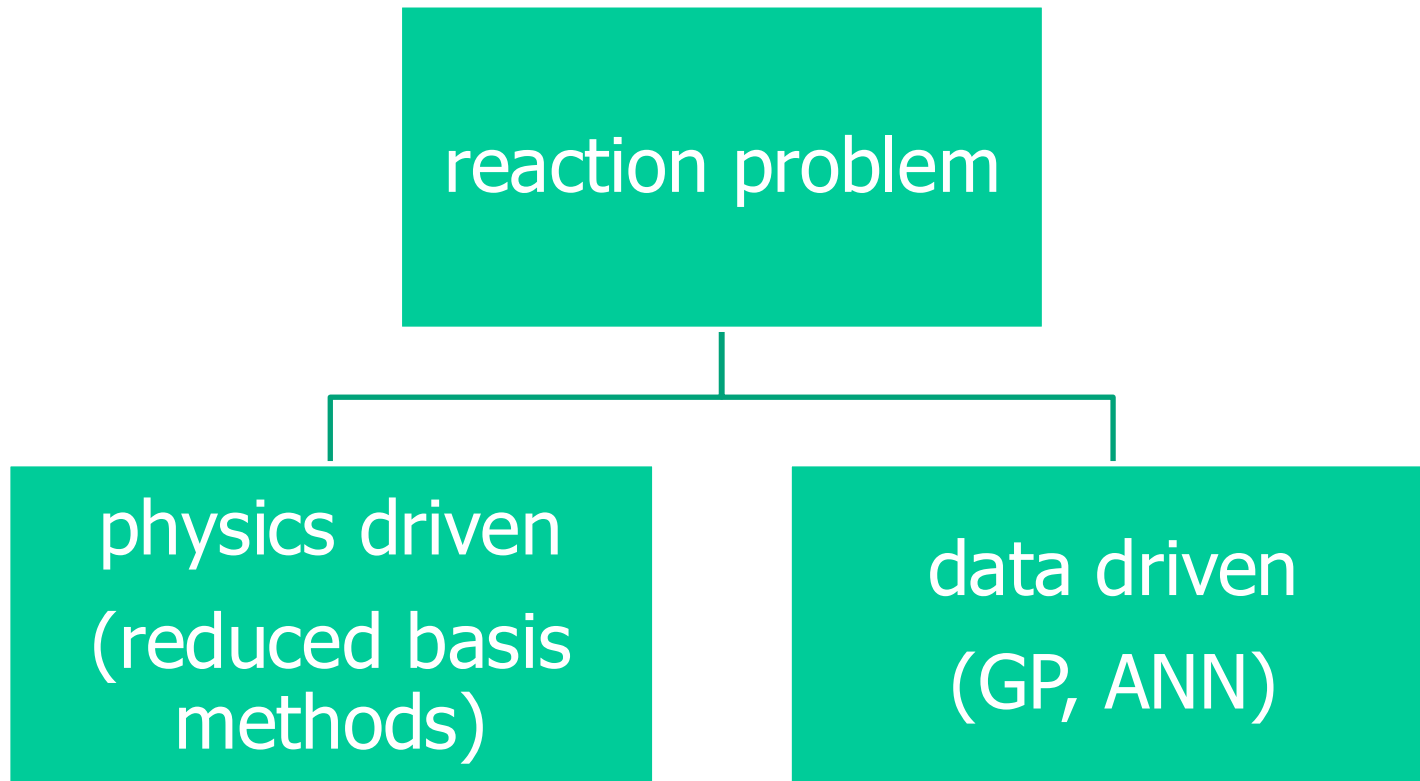 reaction problem
physics driven
(reduced basis
methods)
data driven
(GP, ANN)